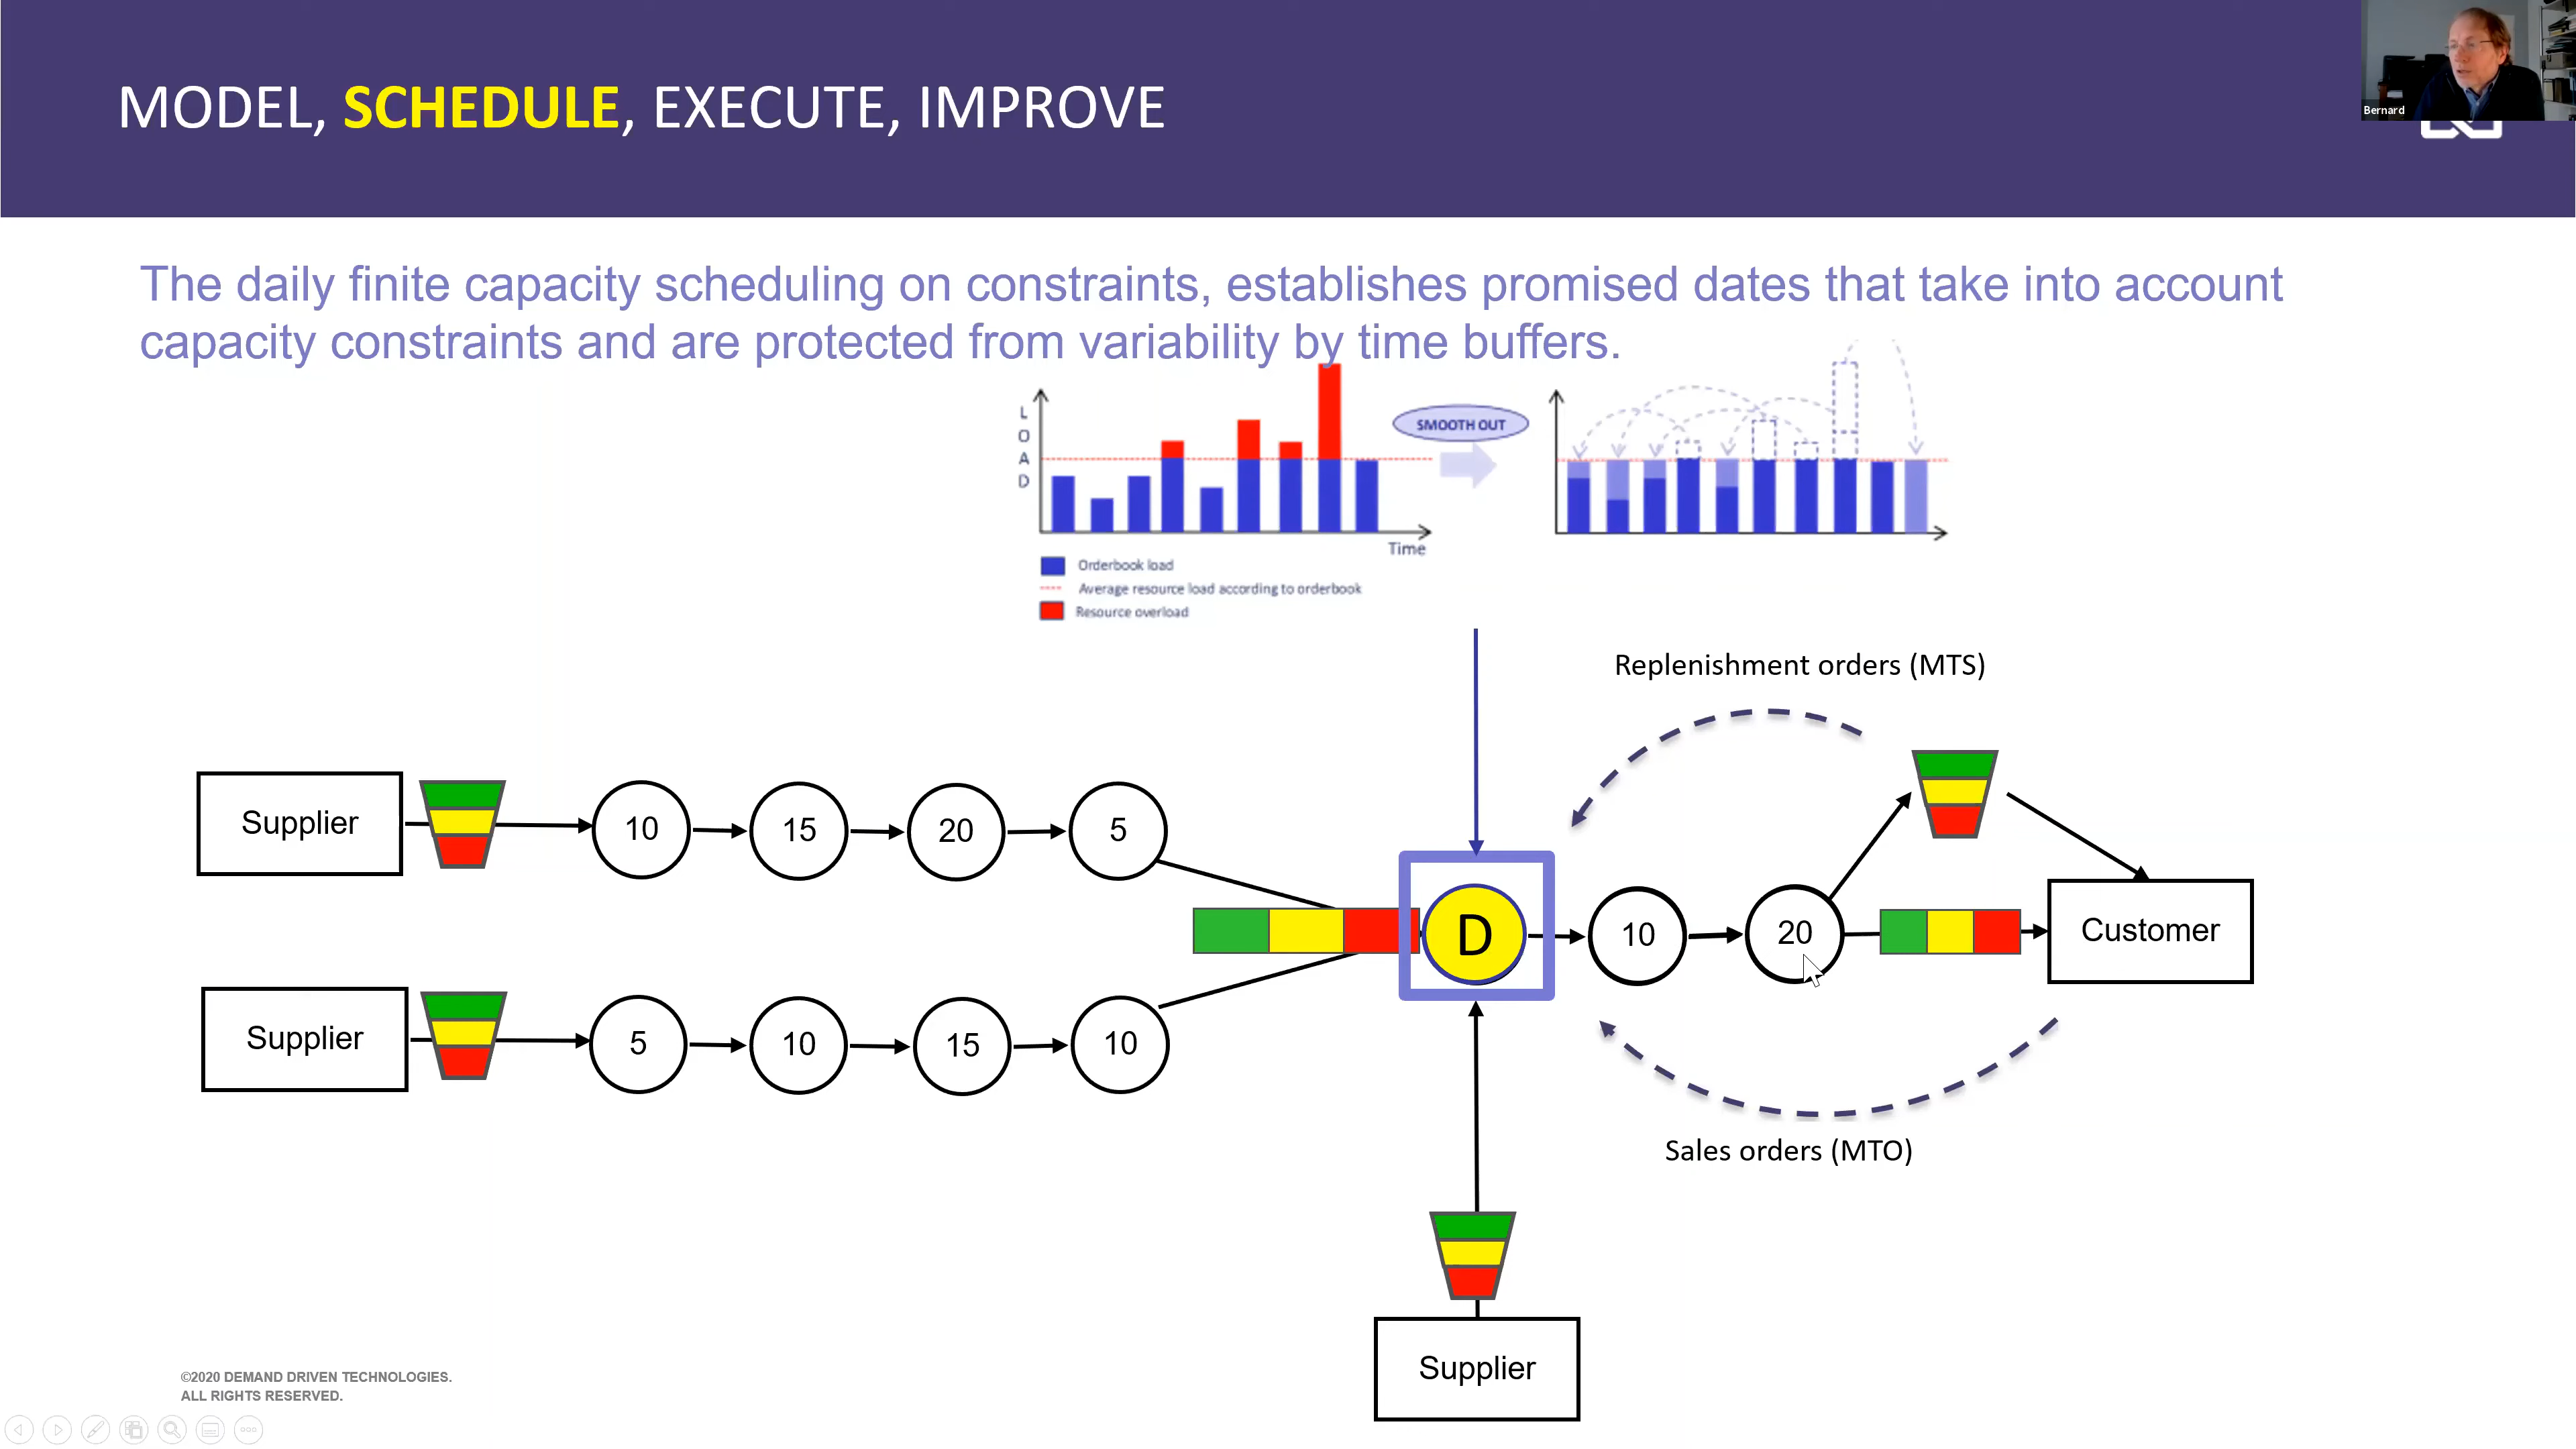 Bernard
MODEL, SCHEDULE, EXECUTE, IMPROVE
The daily finite capacity scheduling on constraints, establishes promised dates that take into account
capacity constraints and are protected from variability by time buffers.
LOAD
SMOOTH OUT
Time
Orderbook load
Average resource load according to orderbook
Resource overload
Replenishment orders (MTS)
Supplier
10
15
20
5
D
10
20
Customer
Supplier
5
10
15
10
Sales orders (MTO)
Supplier
©2020 DEMAND DRIVEN TECHNOLOGIES.
ALL RIGHTS RESERVED.